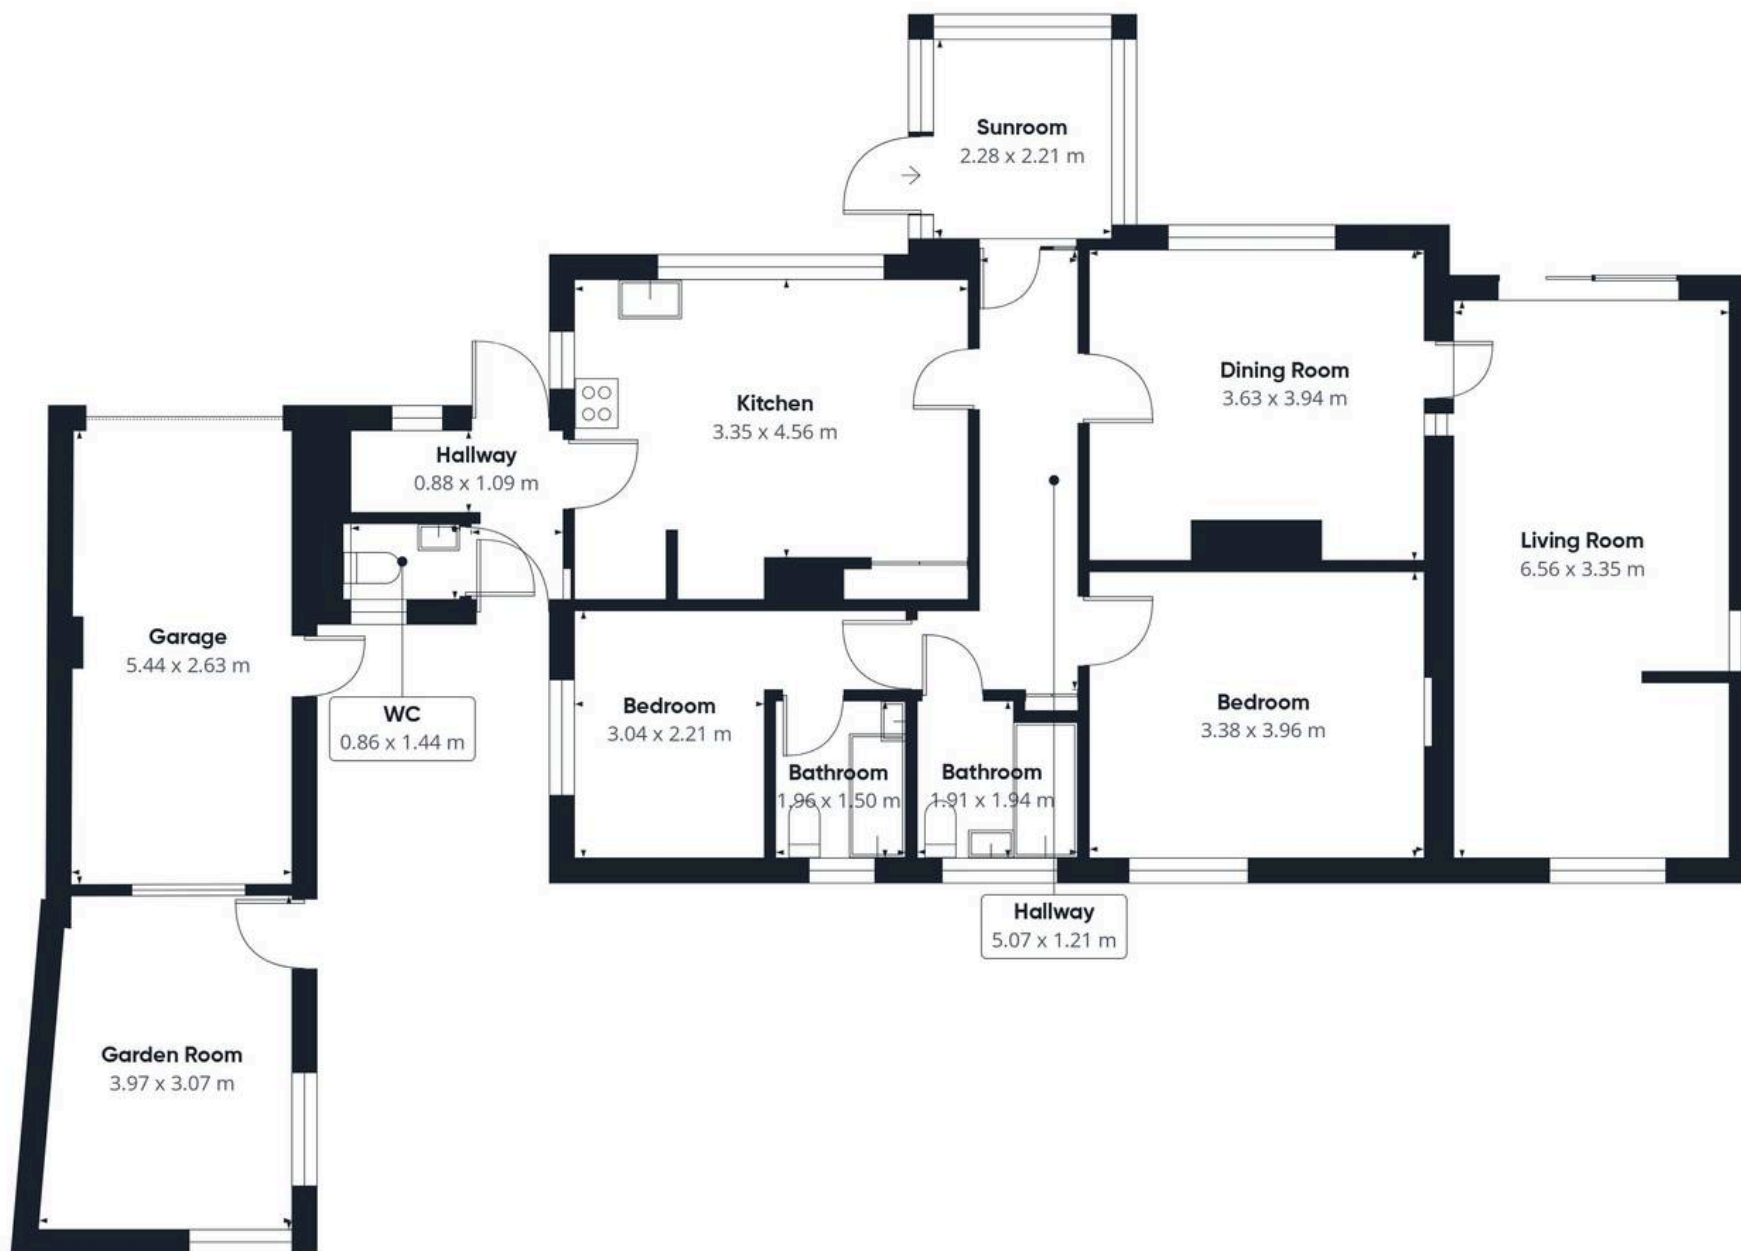 Sunroom
2.28 x 2.21 m
Dining Room
3.63 x 3.94 m
Kitchen
3.35 x 4.56 m
Hallway
0.88 x 1.09 m
Living Room
6.56 x 3.35 m
Garage
5.44 x 2.63 m
WC
0.86 x 1.44 m
Bedroom
3.04 x 2.21 m
Bedroom
3.38 x 3.96 m
Bathroom
1.96 x 1.50 m
Bathroom
1.91 x 1.94 m
Hallway
5.07 x 1.21 m
Garden Room
3.97 x 3.07 m